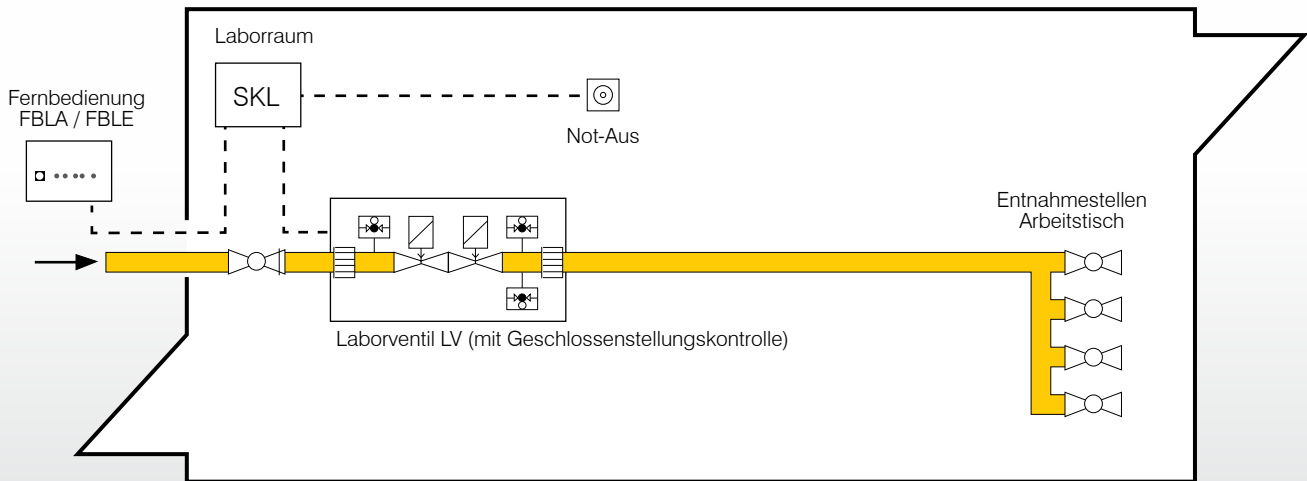 Laborraum
SKL
Fernbedienung
FBLA / FBLE
Not-Aus
Entnahmestellen
Arbeitstisch
Laborventil LV (mit Geschlossenstellungskontrolle)